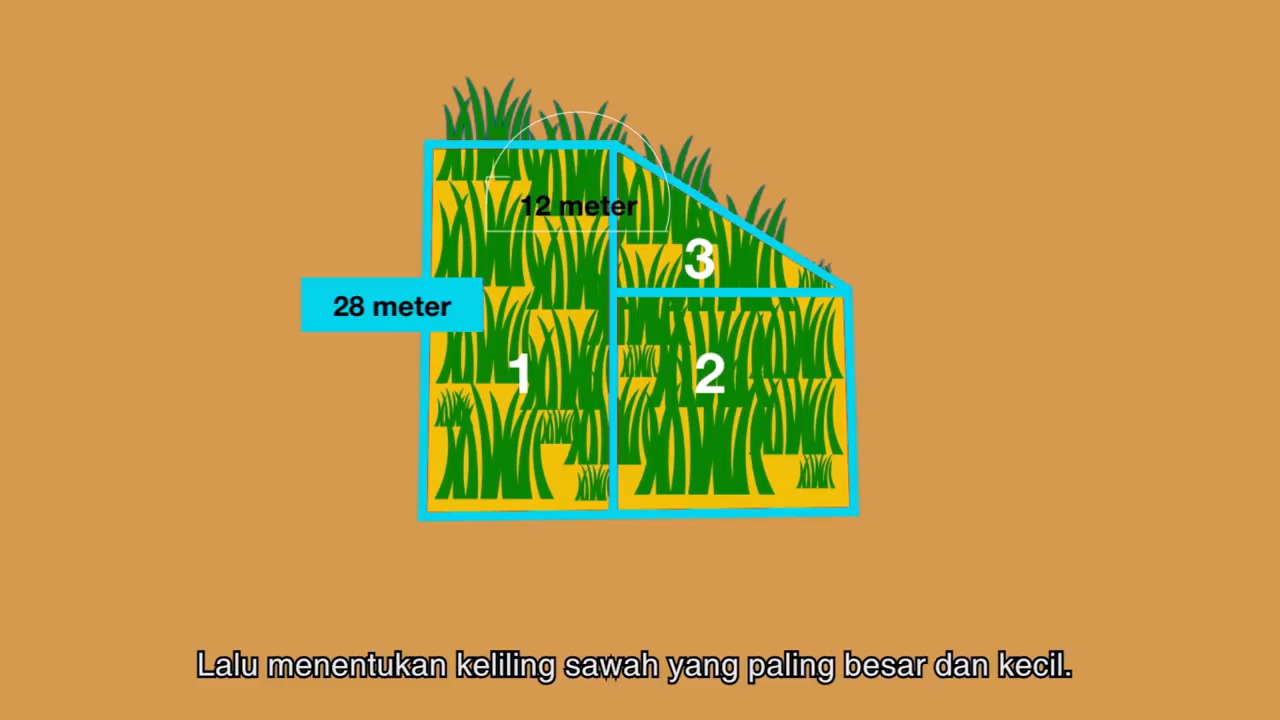 12 meter
3
28 meter
1
2
Lalu menentukan keliling sawah yang paling besar dan kecil.